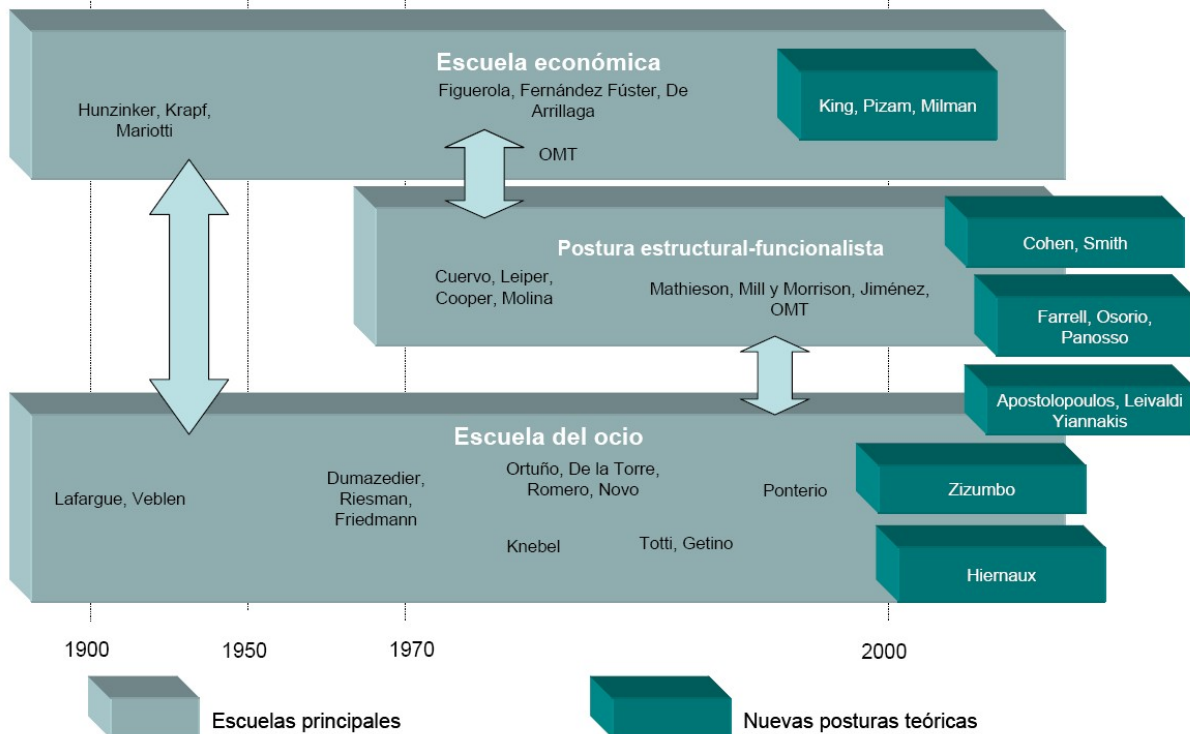 Escuela económica
Hunzinker, Krapf,
Mariotti
Figuerola, Fernández Fúster, De
Arrillaga
OMT
King, Pizam, Milman
Postura estructural-funcionalista
Cuervo, Leiper,
Cooper, Molina
Mathieson, Mill y Morrison, Jiménez,
OMT
Cohen, Smith
Farrell, Osorio,
Panosso
Apostolopoulos, Leivaldi
Yiannakis
Escuela del ocio
Lafargue, Veblen
Dumazedier,
Riesman,
Friedmann
Ortuño, De la Torre,
Romero, Novo
Knebel
Totti, Getino
Ponterio
Zizumbo
Hiernaux
1900
1950
1970
2000
Escuelas principales
Nuevas posturas teóricas